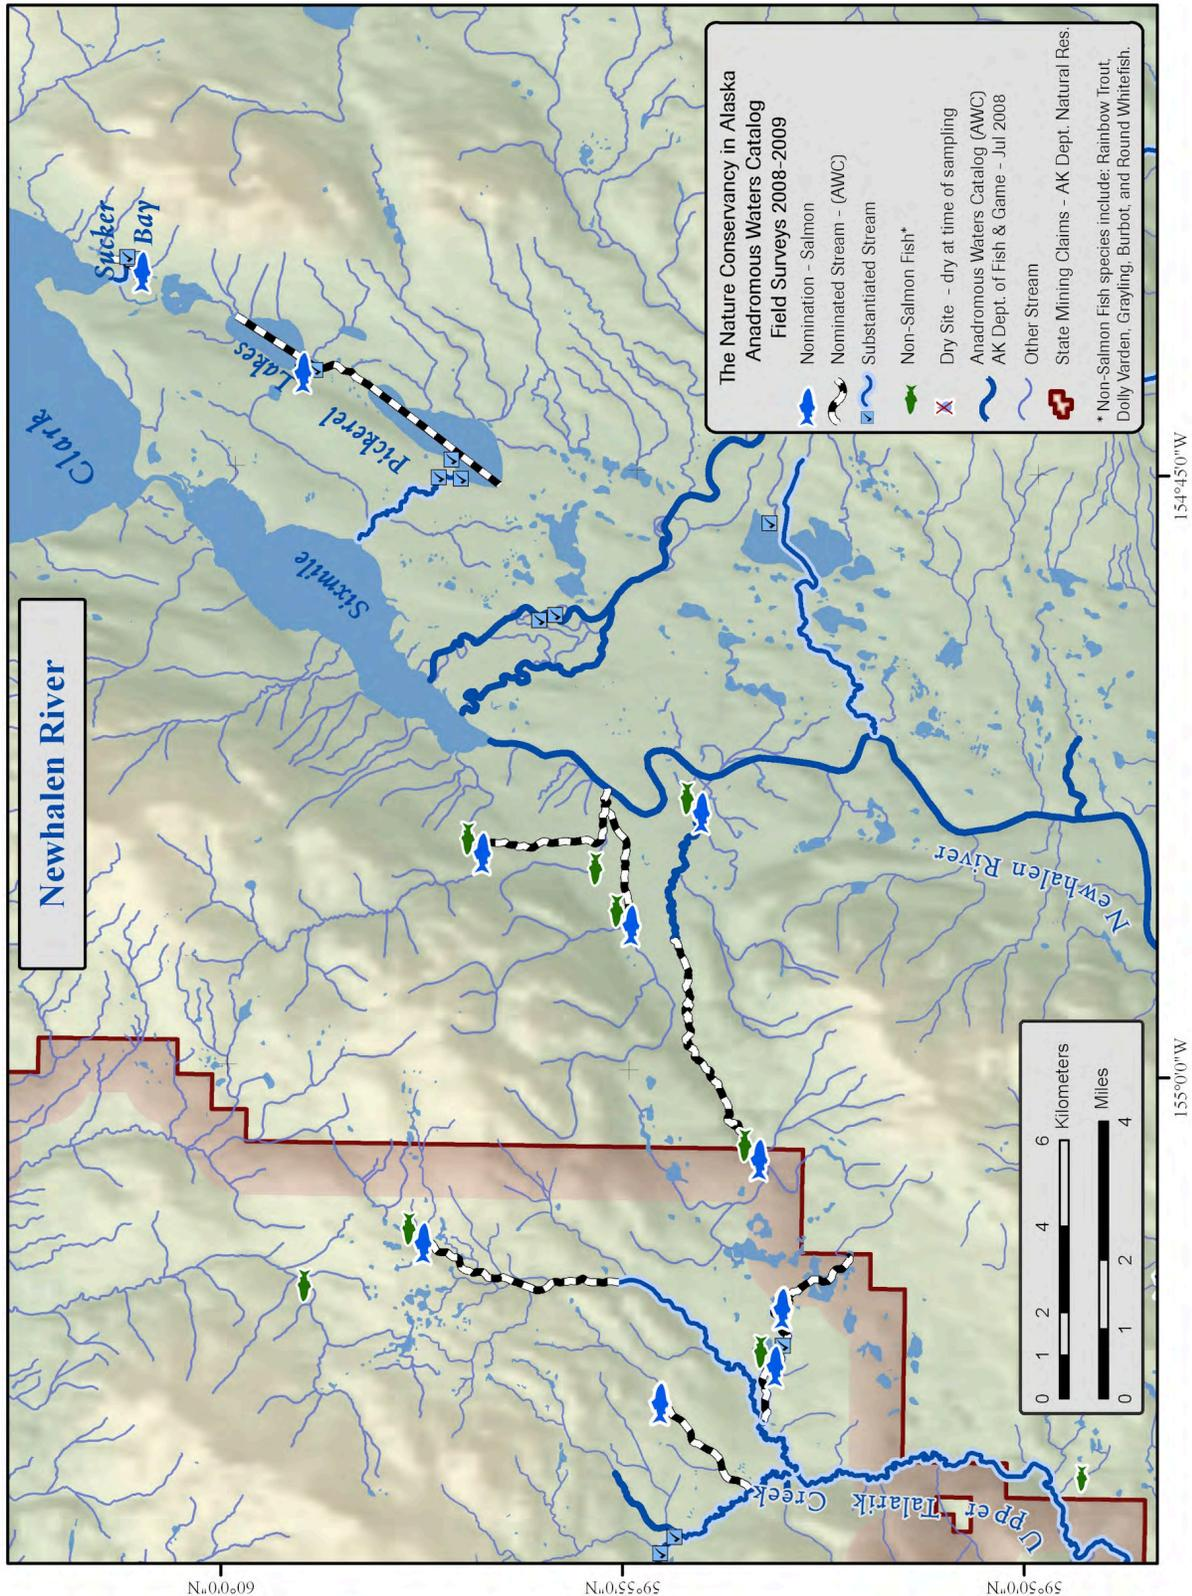 Newhalen River
Clark
Sixmile
Sucker
Bay
Pickerel
Lakes
Newhalen River
Upper
Talarik
Creek
The Nature Conservancy in Alaska
Anadromous Waters Catalog
Field Surveys 2008-2009
Nomination - Salmon
Nominated Stream - (AWC)
Substantiated Stream
Non-Salmon Fish*
Dry Site - dry at time of sampling
Anadromous Waters Catalog (AWC)
AK Dept. of Fish & Game - Jul 2008
Other Stream
State Mining Claims - AK Dept. Natural Res.
* Non-Salmon Fish species include: Rainbow Trout,
Dolly Varden, Grayling, Burbot, and Round Whitefish.
0 1 2 4 6
Kilometers
Miles
0 1 2 4
60°0'0"N
59°55'0"N
59°50'0"N
155°0'0"W
154°45'0"W